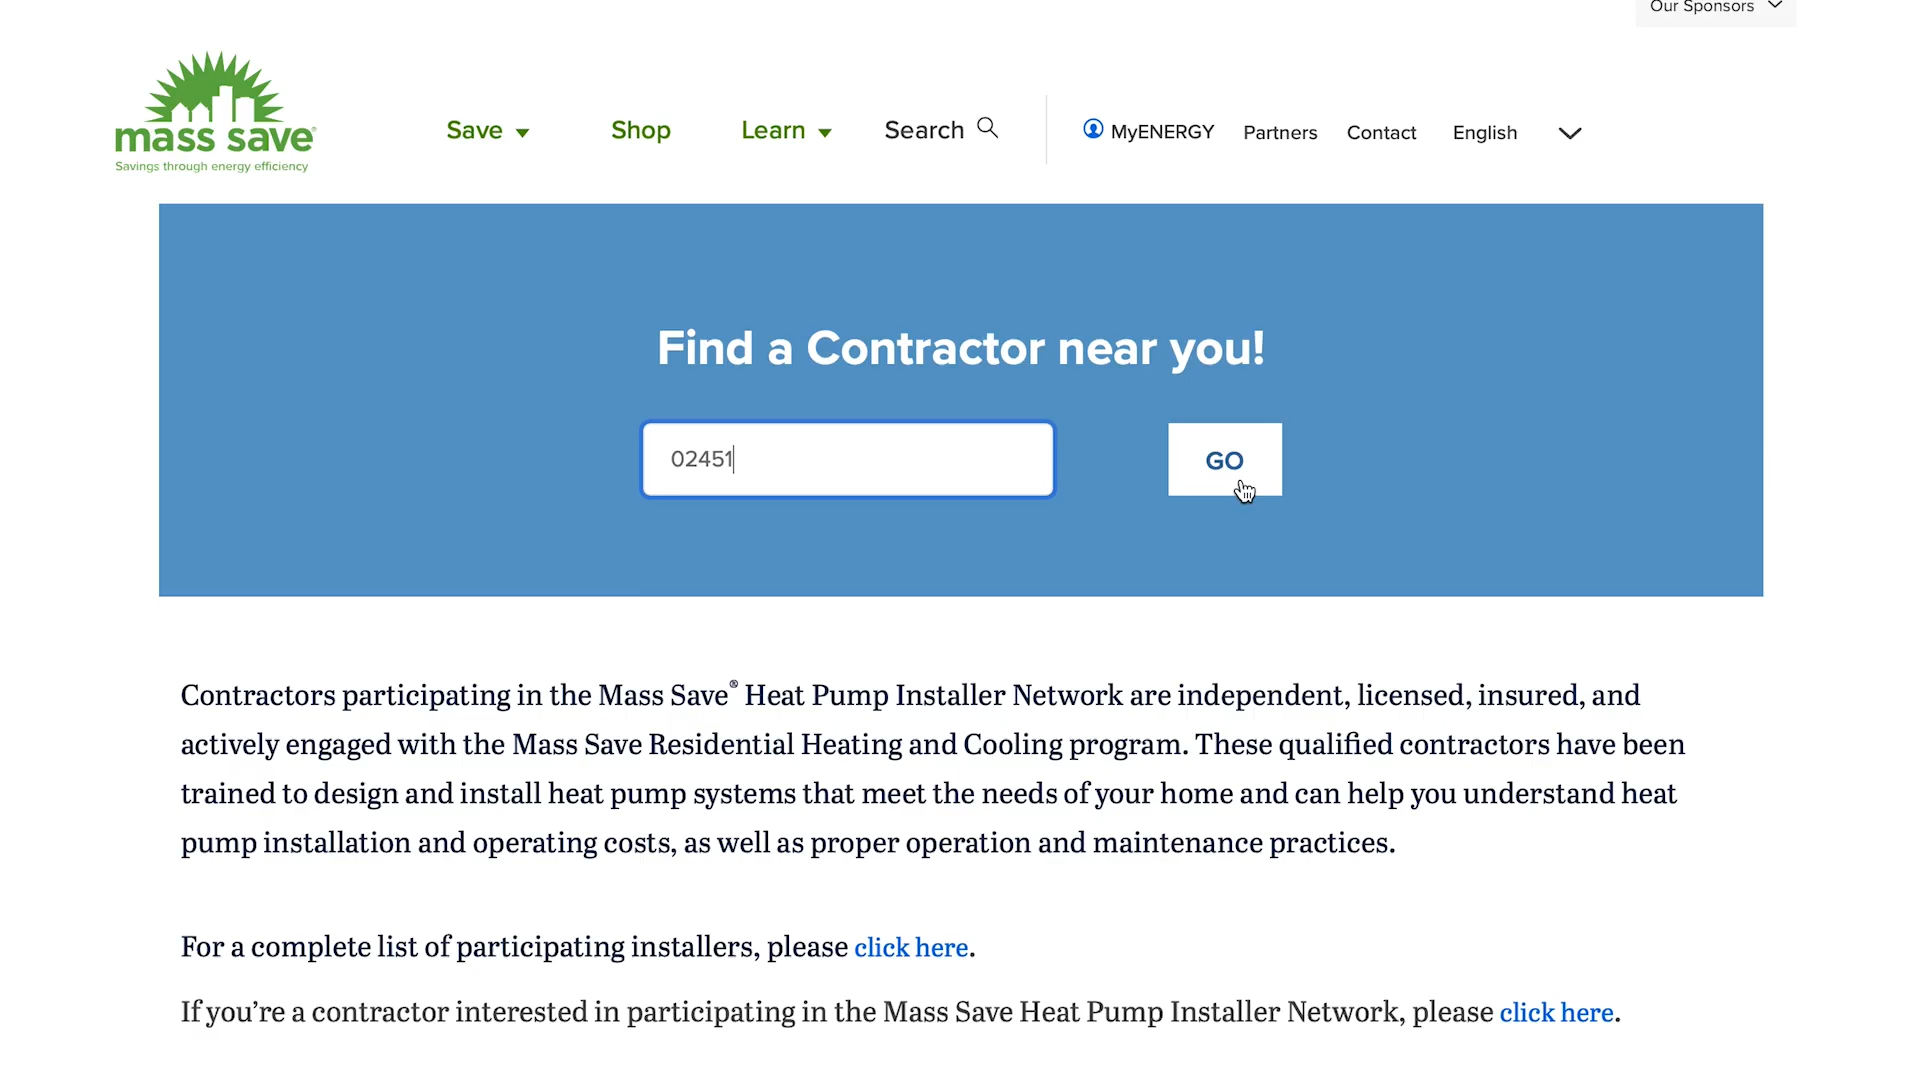 Our Sponsors
mass save®
Savings through energy efficiency
Save Shop Learn Search MyENERGY Partners Contact English
Find a Contractor near you!
02451 GO
Contractors participating in the Mass Save® Heat Pump Installer Network are independent, licensed, insured, and
actively engaged with the Mass Save Residential Heating and Cooling program. These qualified contractors have been
trained to design and install heat pump systems that meet the needs of your home and can help you understand heat
pump installation and operating costs, as well as proper operation and maintenance practices.
For a complete list of participating installers, please click here.
If you’re a contractor interested in participating in the Mass Save Heat Pump Installer Network, please click here.